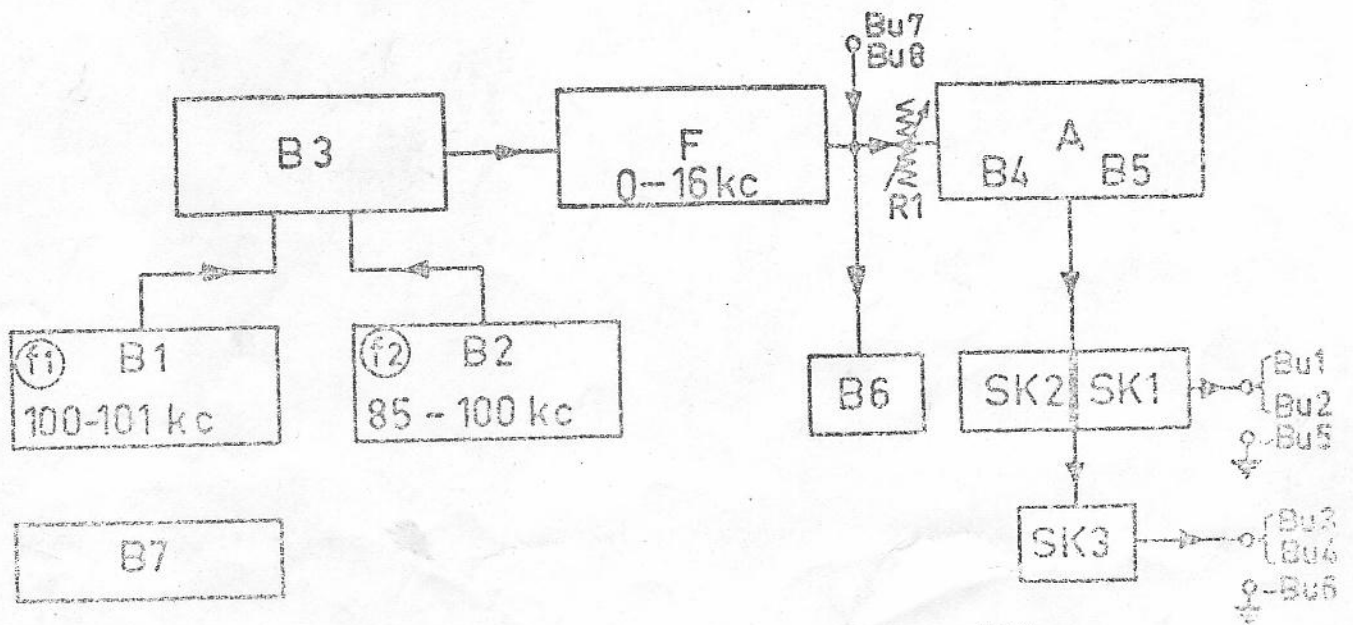 Bu7
Bu8
B3
F
0-16 kc
R1
A
B4 B5
f1 B1
100-101 kc
f2 B2
85 - 100 kc
B6
SK2 SK1
Bu1
Bu2
Bu5
B7
SK3
Bu3
Bu4
Bu6